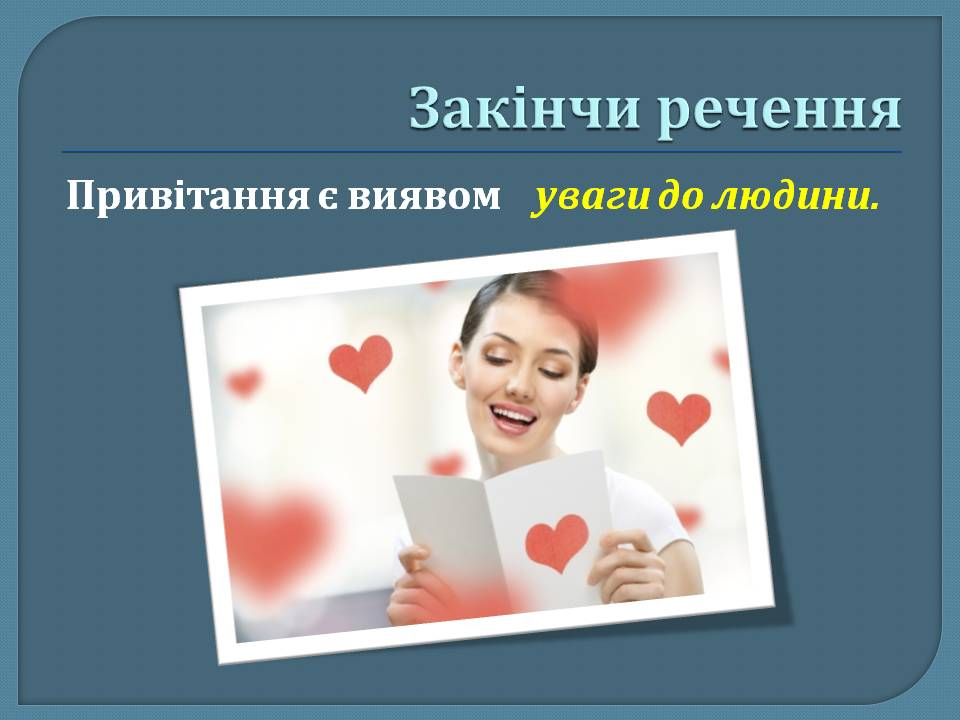 Закінчи речення
Привітання є виявом уваги до людини.